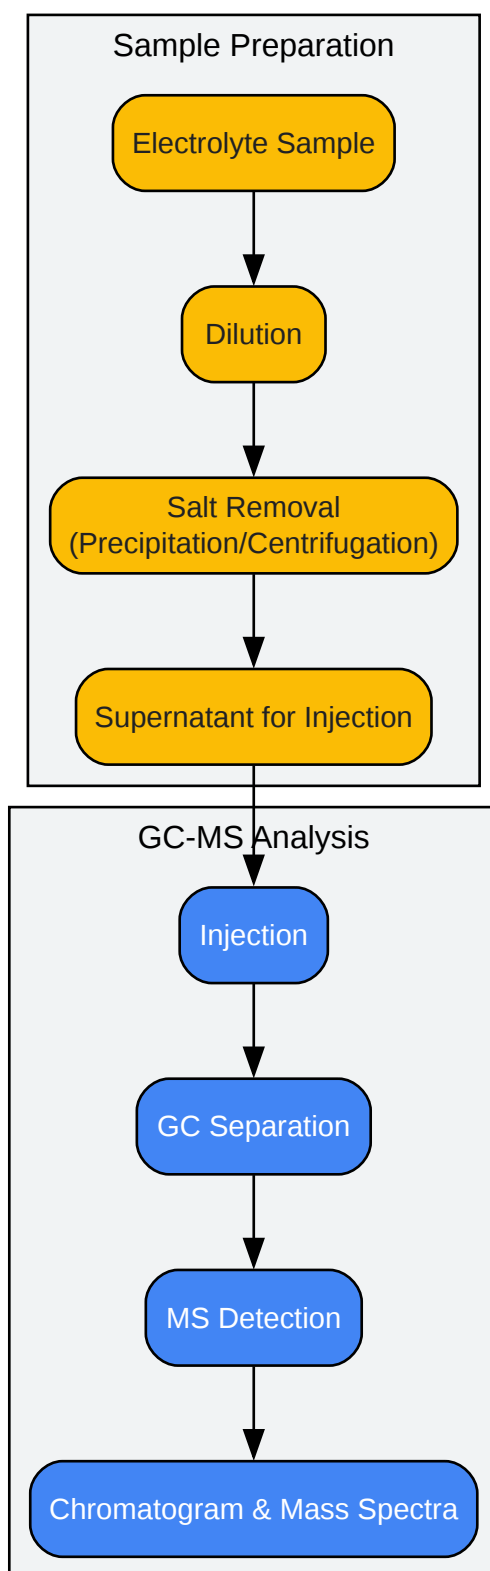 Sample Preparation
Electrolyte Sample
Dilution
Salt Removal
(Precipitation/Centrifugation)
Supernatant for Injection
GC-MS Analysis
Injection
GC Separation
MS Detection
Chromatogram & Mass Spectra